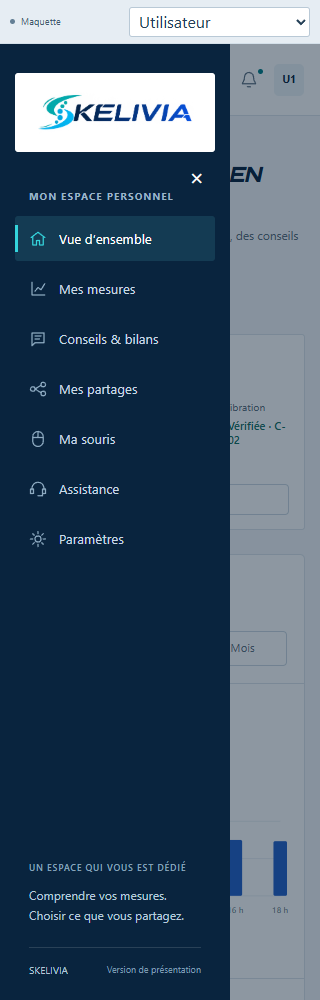 Maquette
Utilisateur
SKELIVIA
U1
×
EN
MON ESPACE PERSONNEL
Vue d'ensemble
, des conseils
Mes mesures
Conseils & bilans
Mes partages
ibration
Vérifiée · C-
02
Ma souris
Assistance
Paramètres
Mois
UN ESPACE QUI VOUS EST DÉDIÉ
Comprendre vos mesures.
6 h
18 h
Choisir ce que vous partagez.
SKELIVIA
Version de présentation